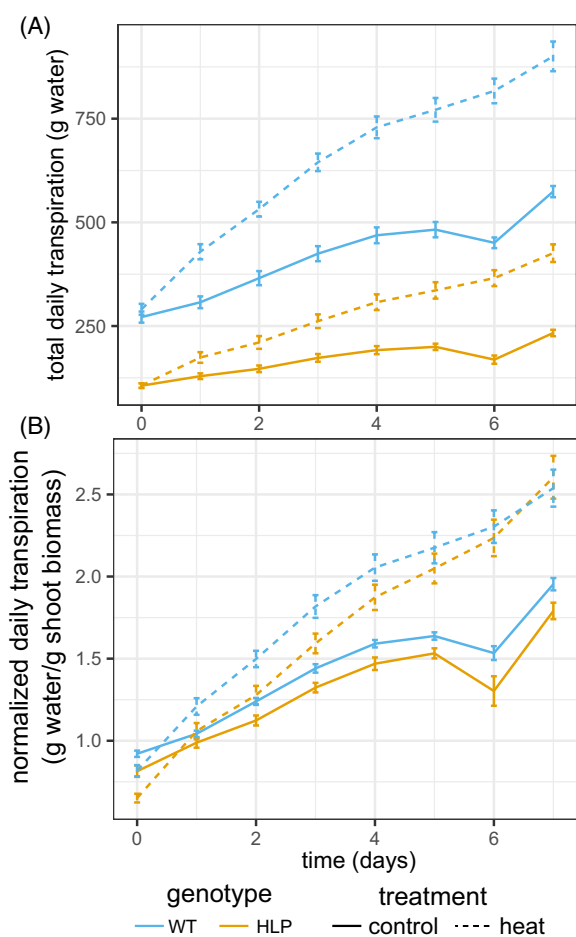 (A)
total daily transpiration (g water)
750
500
250
0
2
4
6
(B)
normalized daily transpiration
(g water/g shoot biomass)
2.5
2.0
1.5
1.0
0
2
4
6
time (days)
genotype
treatment
WT
HLP
control
heat